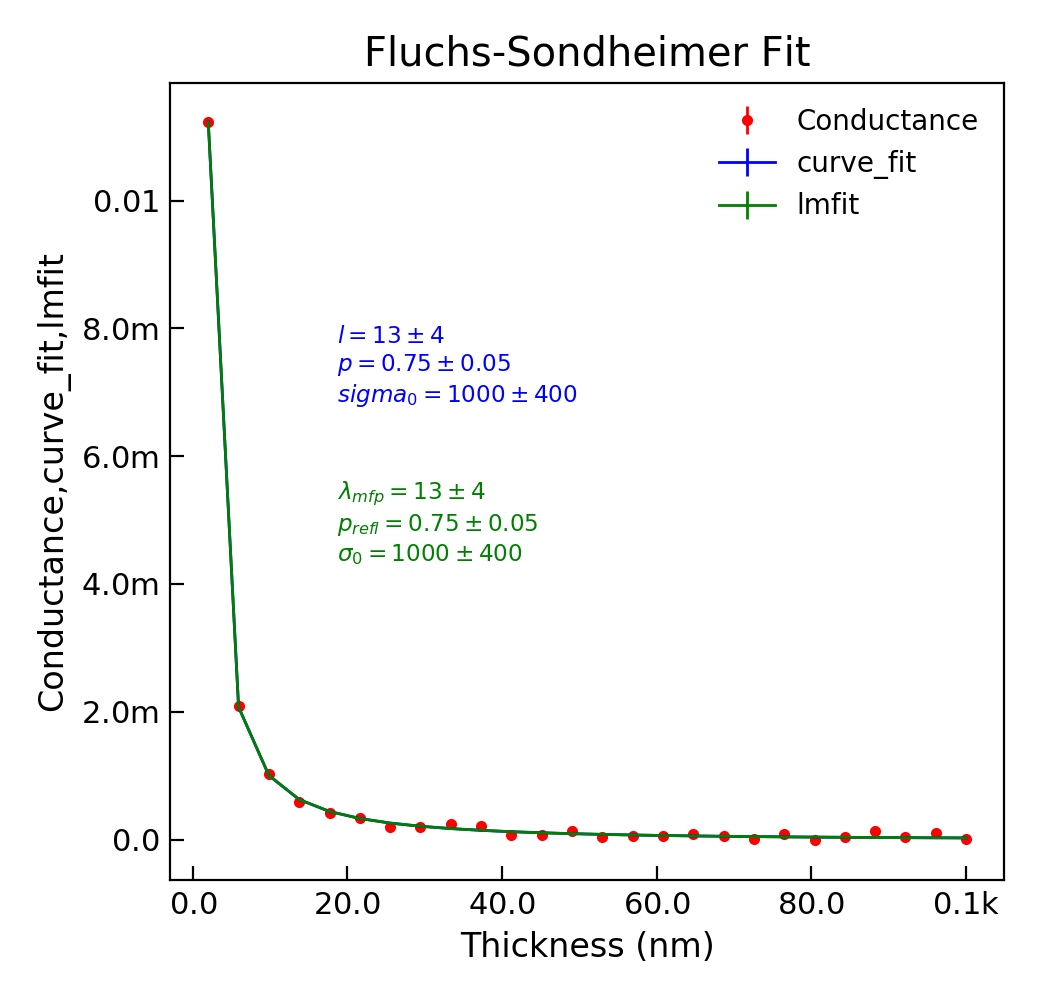 Fluchs-Sondheimer Fit
Conductance
curve_fit
lmfit
Conductance,curve_fit,lmfit
0.01
8.0m
6.0m
4.0m
2.0m
0.0
l = 13 ± 4
p = 0.75 ± 0.05
sigma₀ = 1000 ± 400
λ_mfp = 13 ± 4
p_refl = 0.75 ± 0.05
σ₀ = 1000 ± 400
0.0 20.0 40.0 60.0 80.0 0.1k
Thickness (nm)